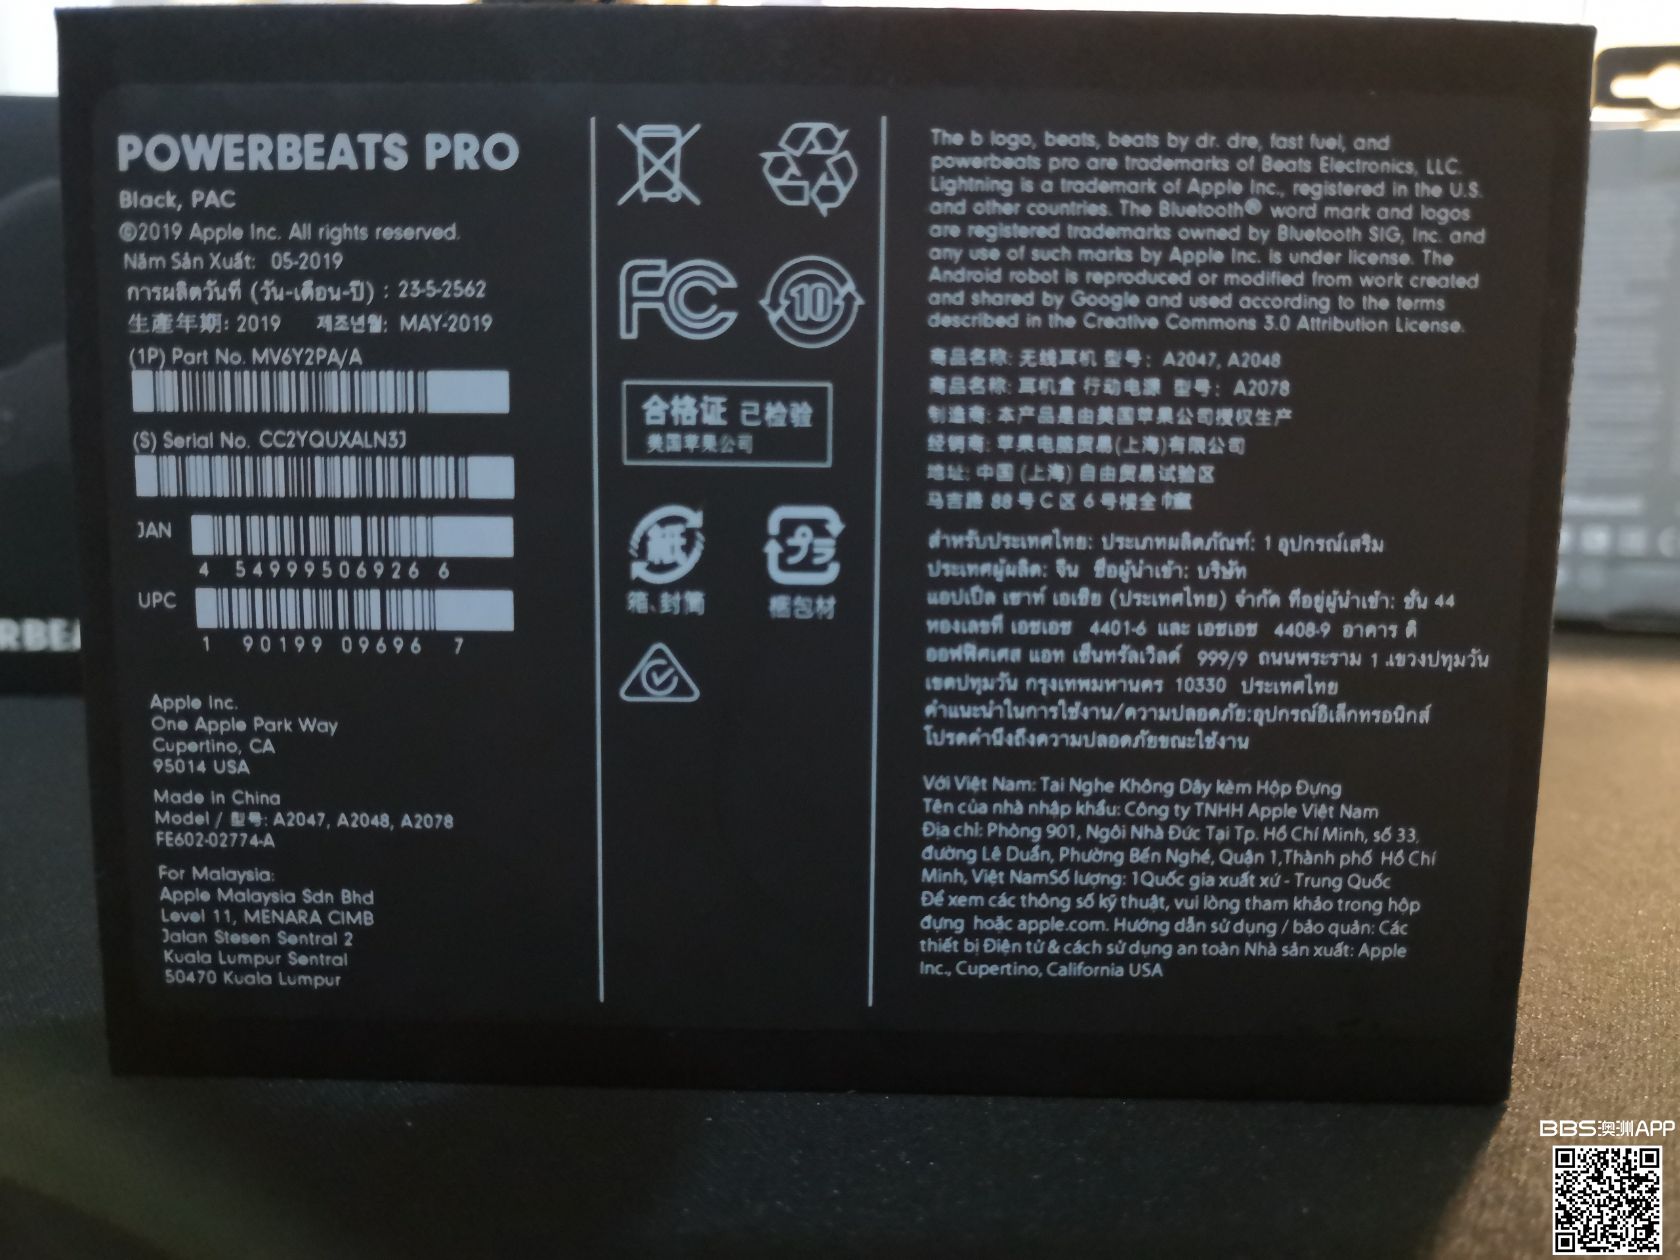 POWERBEATS PRO
Black, PAC
©2019 Apple Inc. All rights reserved.
Năm Sản Xuất: 05-2019
การผลิตวันที่ (วัน-เดือน-ปี) : 23-5-2562
生產年期: 2019 제조년월: MAY-2019
(1P) Part No. MV6Y2PA/A
(S) Serial No. CC2YQUXALN3J
JAN
4 549995069266
UPC
1 90199 09696 7
Apple Inc.
One Apple Park Way
Cupertino, CA
95014 USA
Made in China
Model / 型号: A2047, A2048, A2078
FE602-02774-A
For Malaysia:
Apple Malaysia Sdn Bhd
Level 11, MENARA CIMB
Jalan Stesen Sentral 2
Kuala Lumpur Sentral
50470 Kuala Lumpur
FC
10
合格证 已检验
美国苹果公司
紙
箱、封筒
プラ
梱包材
The b logo, beats, beats by dr. dre, fast fuel, and
powerbeats pro are trademarks of Beats Electronics, LLC.
Lightning is a trademark of Apple Inc., registered in the U.S.
and other countries. The Bluetooth® word mark and logos
are registered trademarks owned by Bluetooth SIG, Inc. and
any use of such marks by Apple Inc. is under license. The
Android robot is reproduced or modified from work created
and shared by Google and used according to the terms
described in the Creative Commons 3.0 Attribution License.
商品名称: 无线耳机 型号: A2047, A2048
商品名称: 耳机盒 行动电源 型号: A2078
制造商: 本产品是由美国苹果公司授权生产
经销商: 苹果电脑贸易(上海)有限公司
地址: 中国 (上海) 自由贸易试验区
马吉路 88 号 C 区 6 号楼全
สำหรับประเทศไทย: ประเภทผลิตภัณฑ์: 1 อุปกรณ์เสริม
ประเทศผู้ผลิต: จีน ชื่อผู้นำเข้า: บริษัท
แอปเปิล เซาท์ เอเชีย (ประเทศไทย) จำกัด ที่อยู่ผู้นำเข้า: ชั้น 44
ห้องเลขที่ เอชเอช 4401-6 และ เอชเอช 4408-9 อาคาร ดิ
ออฟฟิศเศส แอท เซ็นทรัลเวิลด์ 999/9 ถนนพระราม 1 แขวงปทุมวัน
เขตปทุมวัน กรุงเทพมหานคร 10330 ประเทศไทย
คำแนะนำในการใช้งาน/ความปลอดภัย:อุปกรณ์อิเล็กทรอนิกส์
โปรดคำนึงถึงความปลอดภัยขณะใช้งาน
Với Việt Nam: Tai Nghe Không Dây kèm Hộp Đựng
Tên của nhà nhập khẩu: Công ty TNHH Apple Việt Nam
Địa chỉ: Phòng 901, Ngôi Nhà Đức Tại Tp. Hồ Chí Minh, số 33,
đường Lê Duẩn, Phường Bến Nghé, Quận 1,Thành phố Hồ Chí
Minh, Việt NamSố lượng: 1Quốc gia xuất xứ - Trung Quốc
Để xem các thông số kỹ thuật, vui lòng tham khảo trong hộp
đựng hoặc apple.com. Hướng dẫn sử dụng / bảo quản: Các
thiết bị Điện tử & cách sử dụng an toàn Nhà sản xuất: Apple
Inc., Cupertino, California USA
BBS澳洲APP